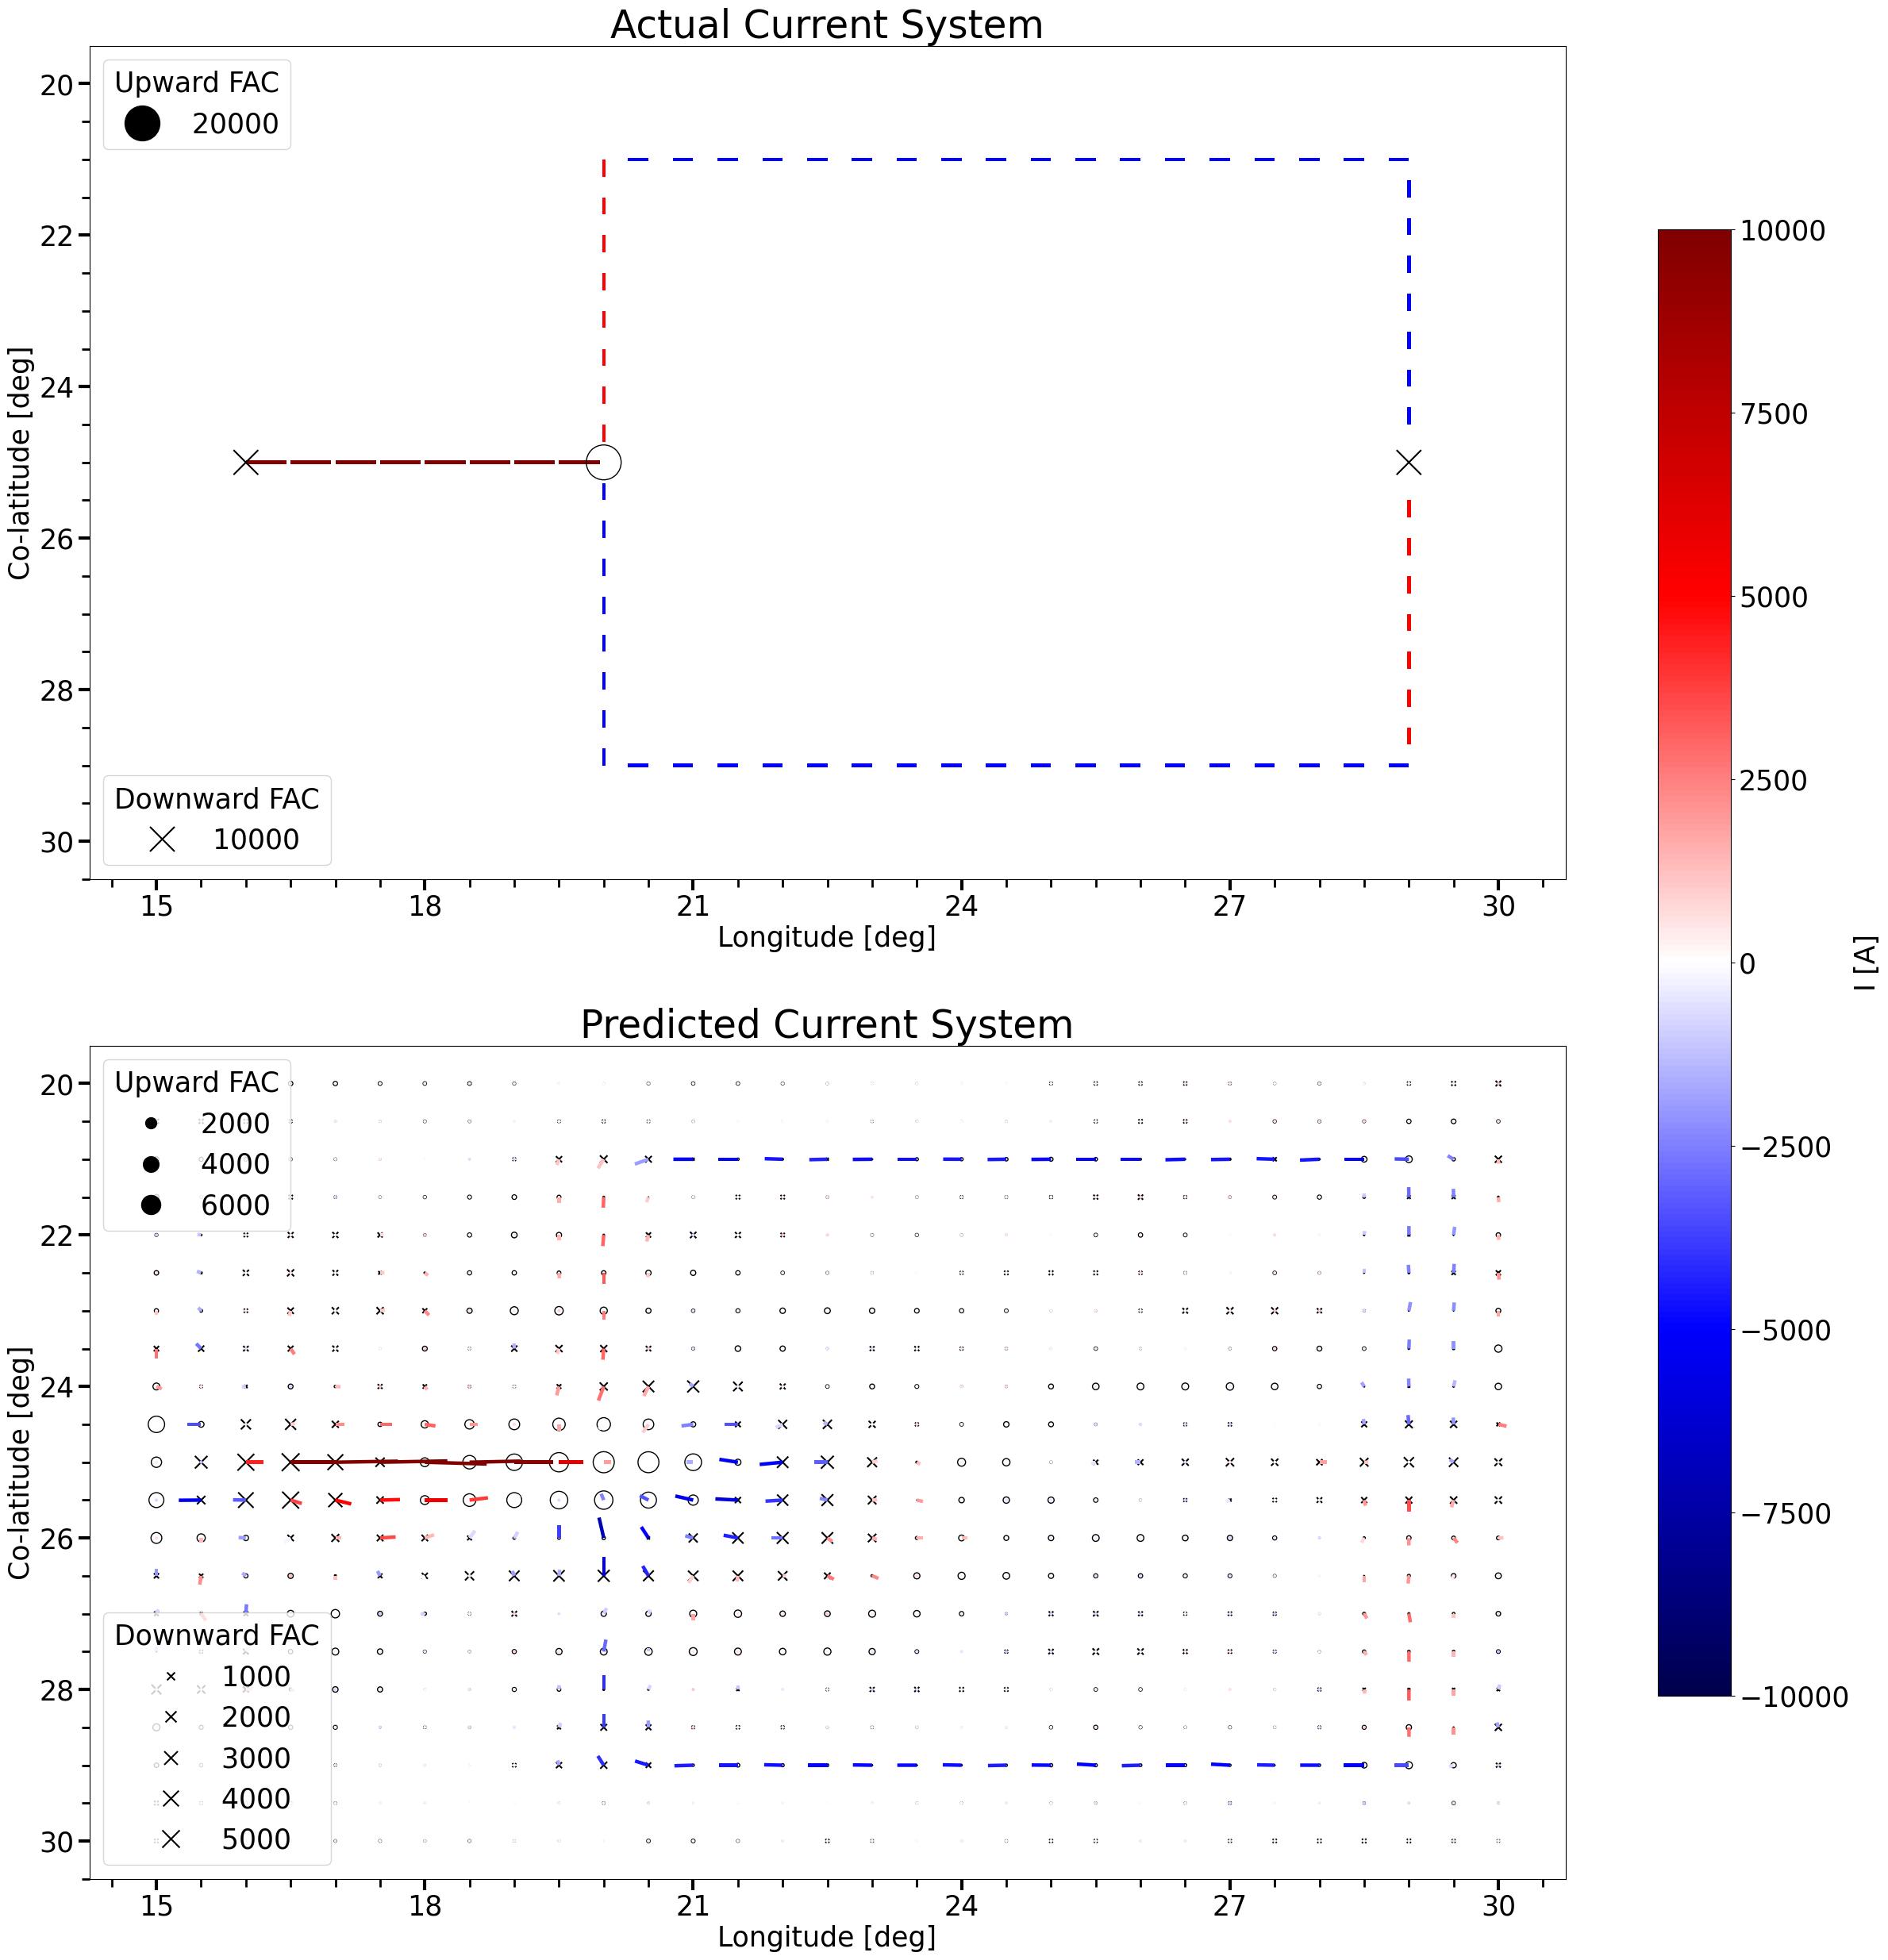 Actual Current System
Upward FAC
20000
20
22
24
26
28
30
Co-latitude [deg]
Downward FAC
10000
15 18 21 24 27 30
Longitude [deg]
Predicted Current System
Upward FAC
2000
4000
6000
20
22
24
26
28
30
Co-latitude [deg]
Downward FAC
1000
2000
3000
4000
5000
15 18 21 24 27 30
Longitude [deg]
10000
7500
5000
2500
0
−2500
−5000
−7500
−10000
I [A]